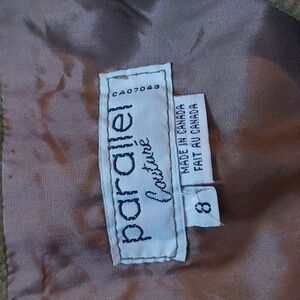 CA07049
parallel
Couture
MADE IN CANADA
FAIT AU CANADA
8